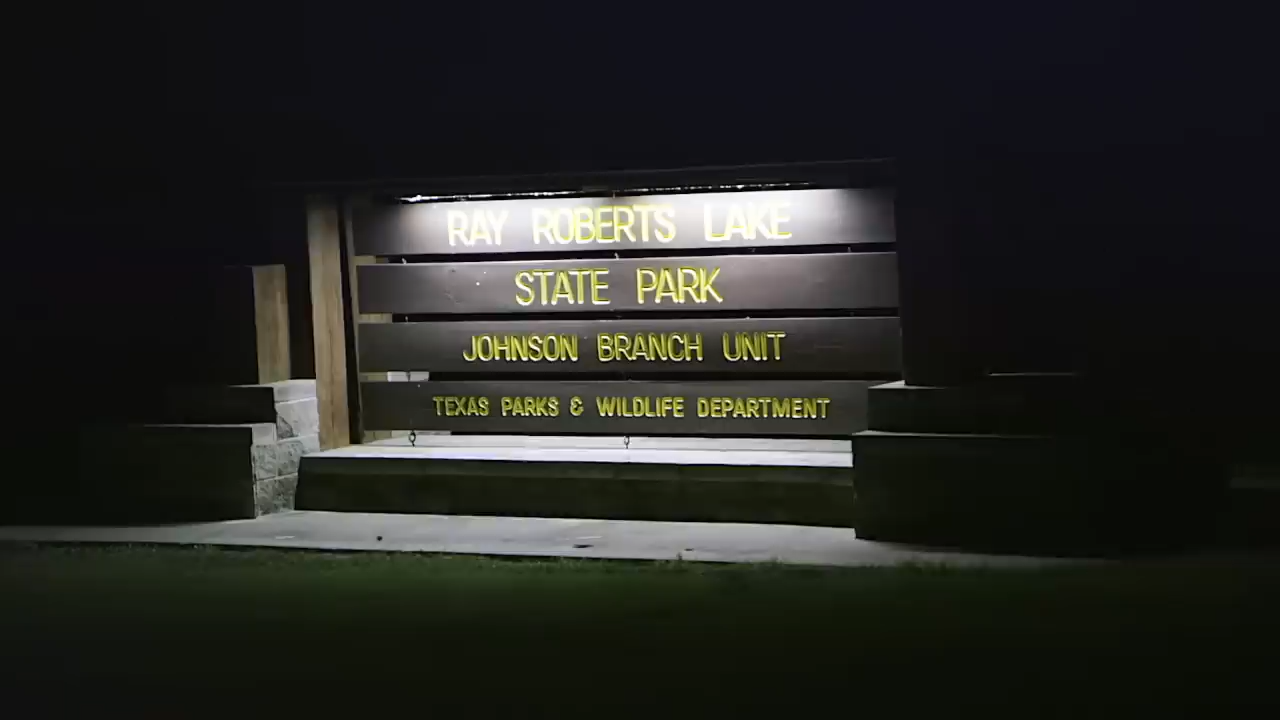 RAY ROBERTS LAKE
STATE PARK
JOHNSON BRANCH UNIT
TEXAS PARKS & WILDLIFE DEPARTMENT